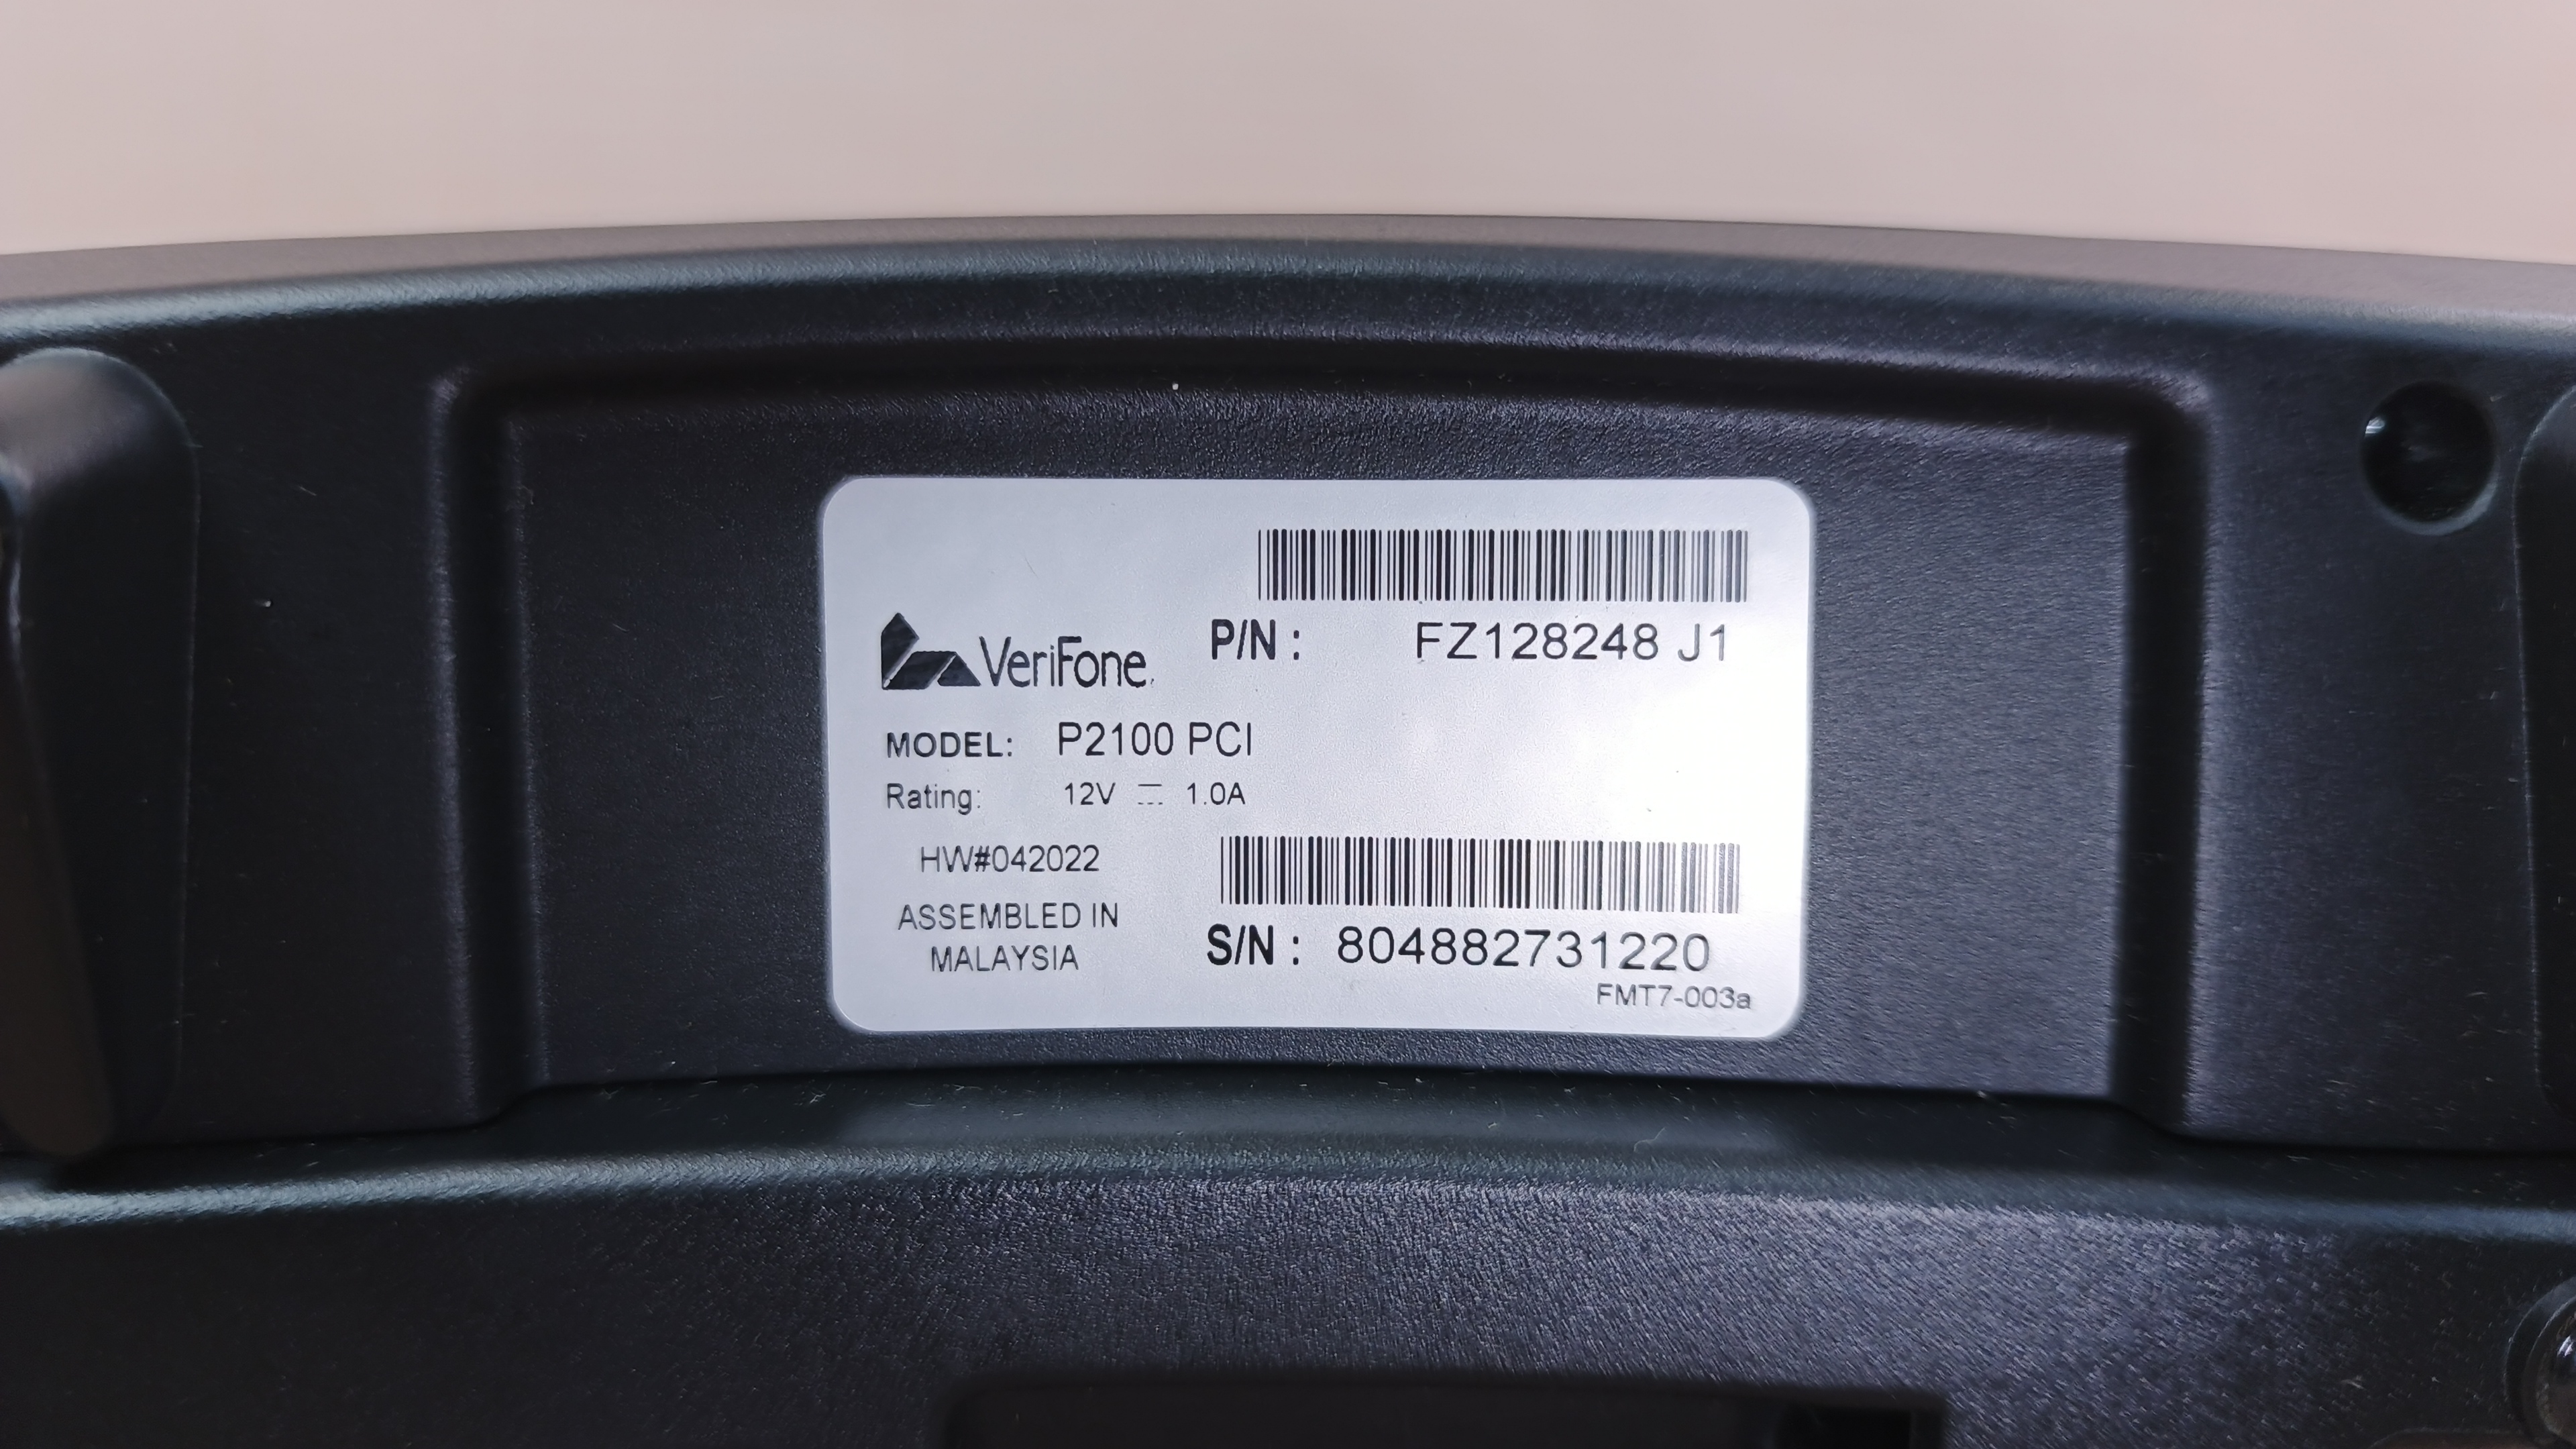 VeriFone
P/N : FZ128248 J1
MODEL: P2100 PCI
Rating: 12V ⎓ 1.0A
HW#042022
ASSEMBLED IN
MALAYSIA
S/N : 804882731220
FMT7-003a